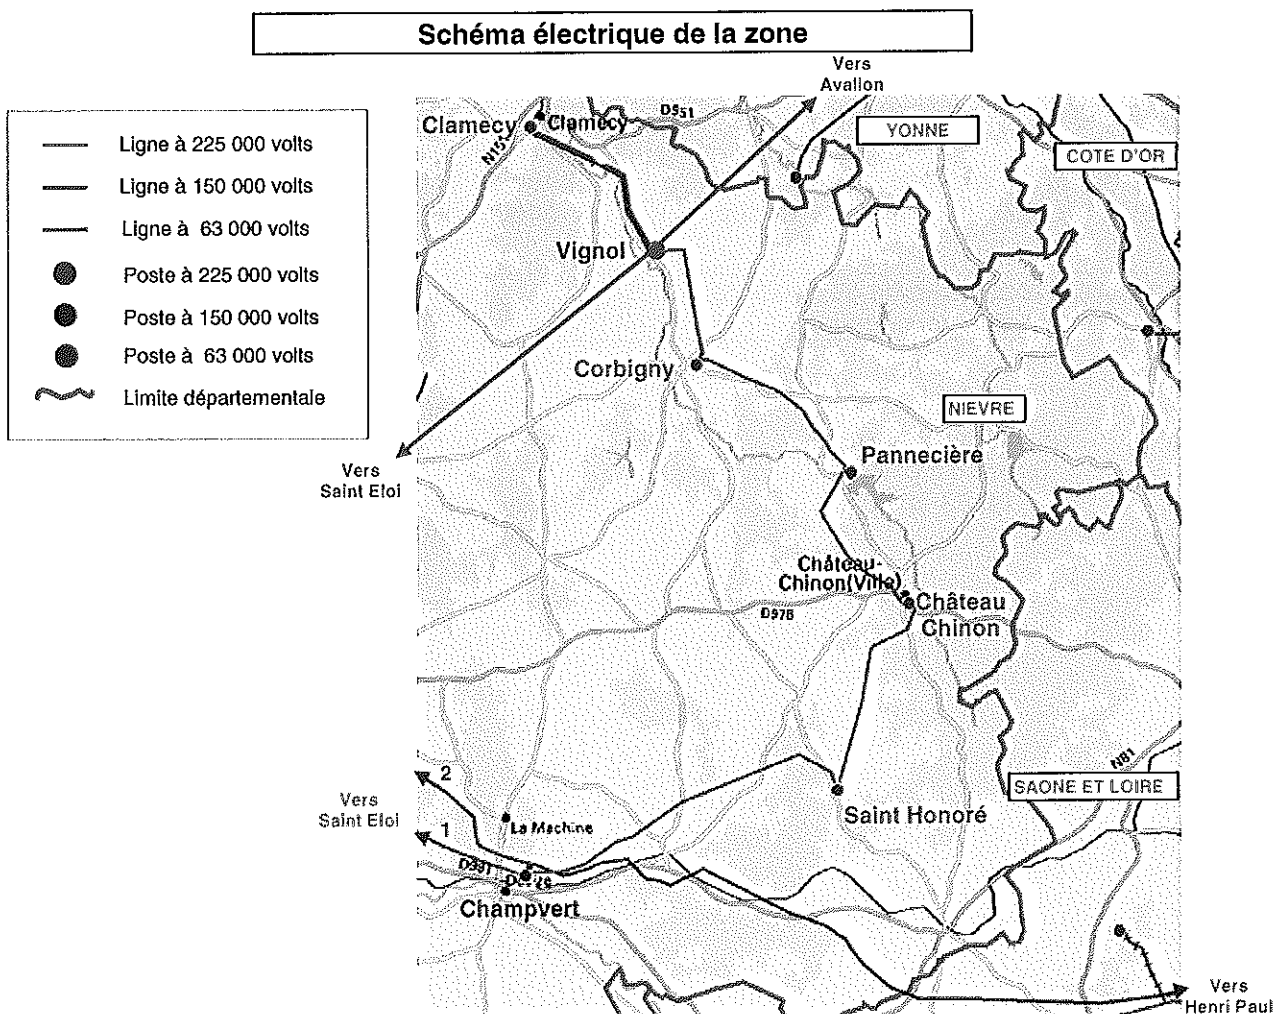 Schéma électrique de la zone
Vers
Avallon
Ligne à 225 000 volts
Ligne à 150 000 volts
Ligne à 63 000 volts
Poste à 225 000 volts
Poste à 150 000 volts
Poste à 63 000 volts
Limite départementale
Clamecy
Clamecy
N151
D951
YONNE
COTE D'OR
Vignol
Corbigny
NIEVRE
Vers
Saint Eloi
Pannecière
Château-
Chinon(Ville)
D978
Château
Chinon
N81
2
SAONE ET LOIRE
Vers
Saint Eloi
1
La Machine
Saint Honoré
Champvert
Vers
Henri Paul